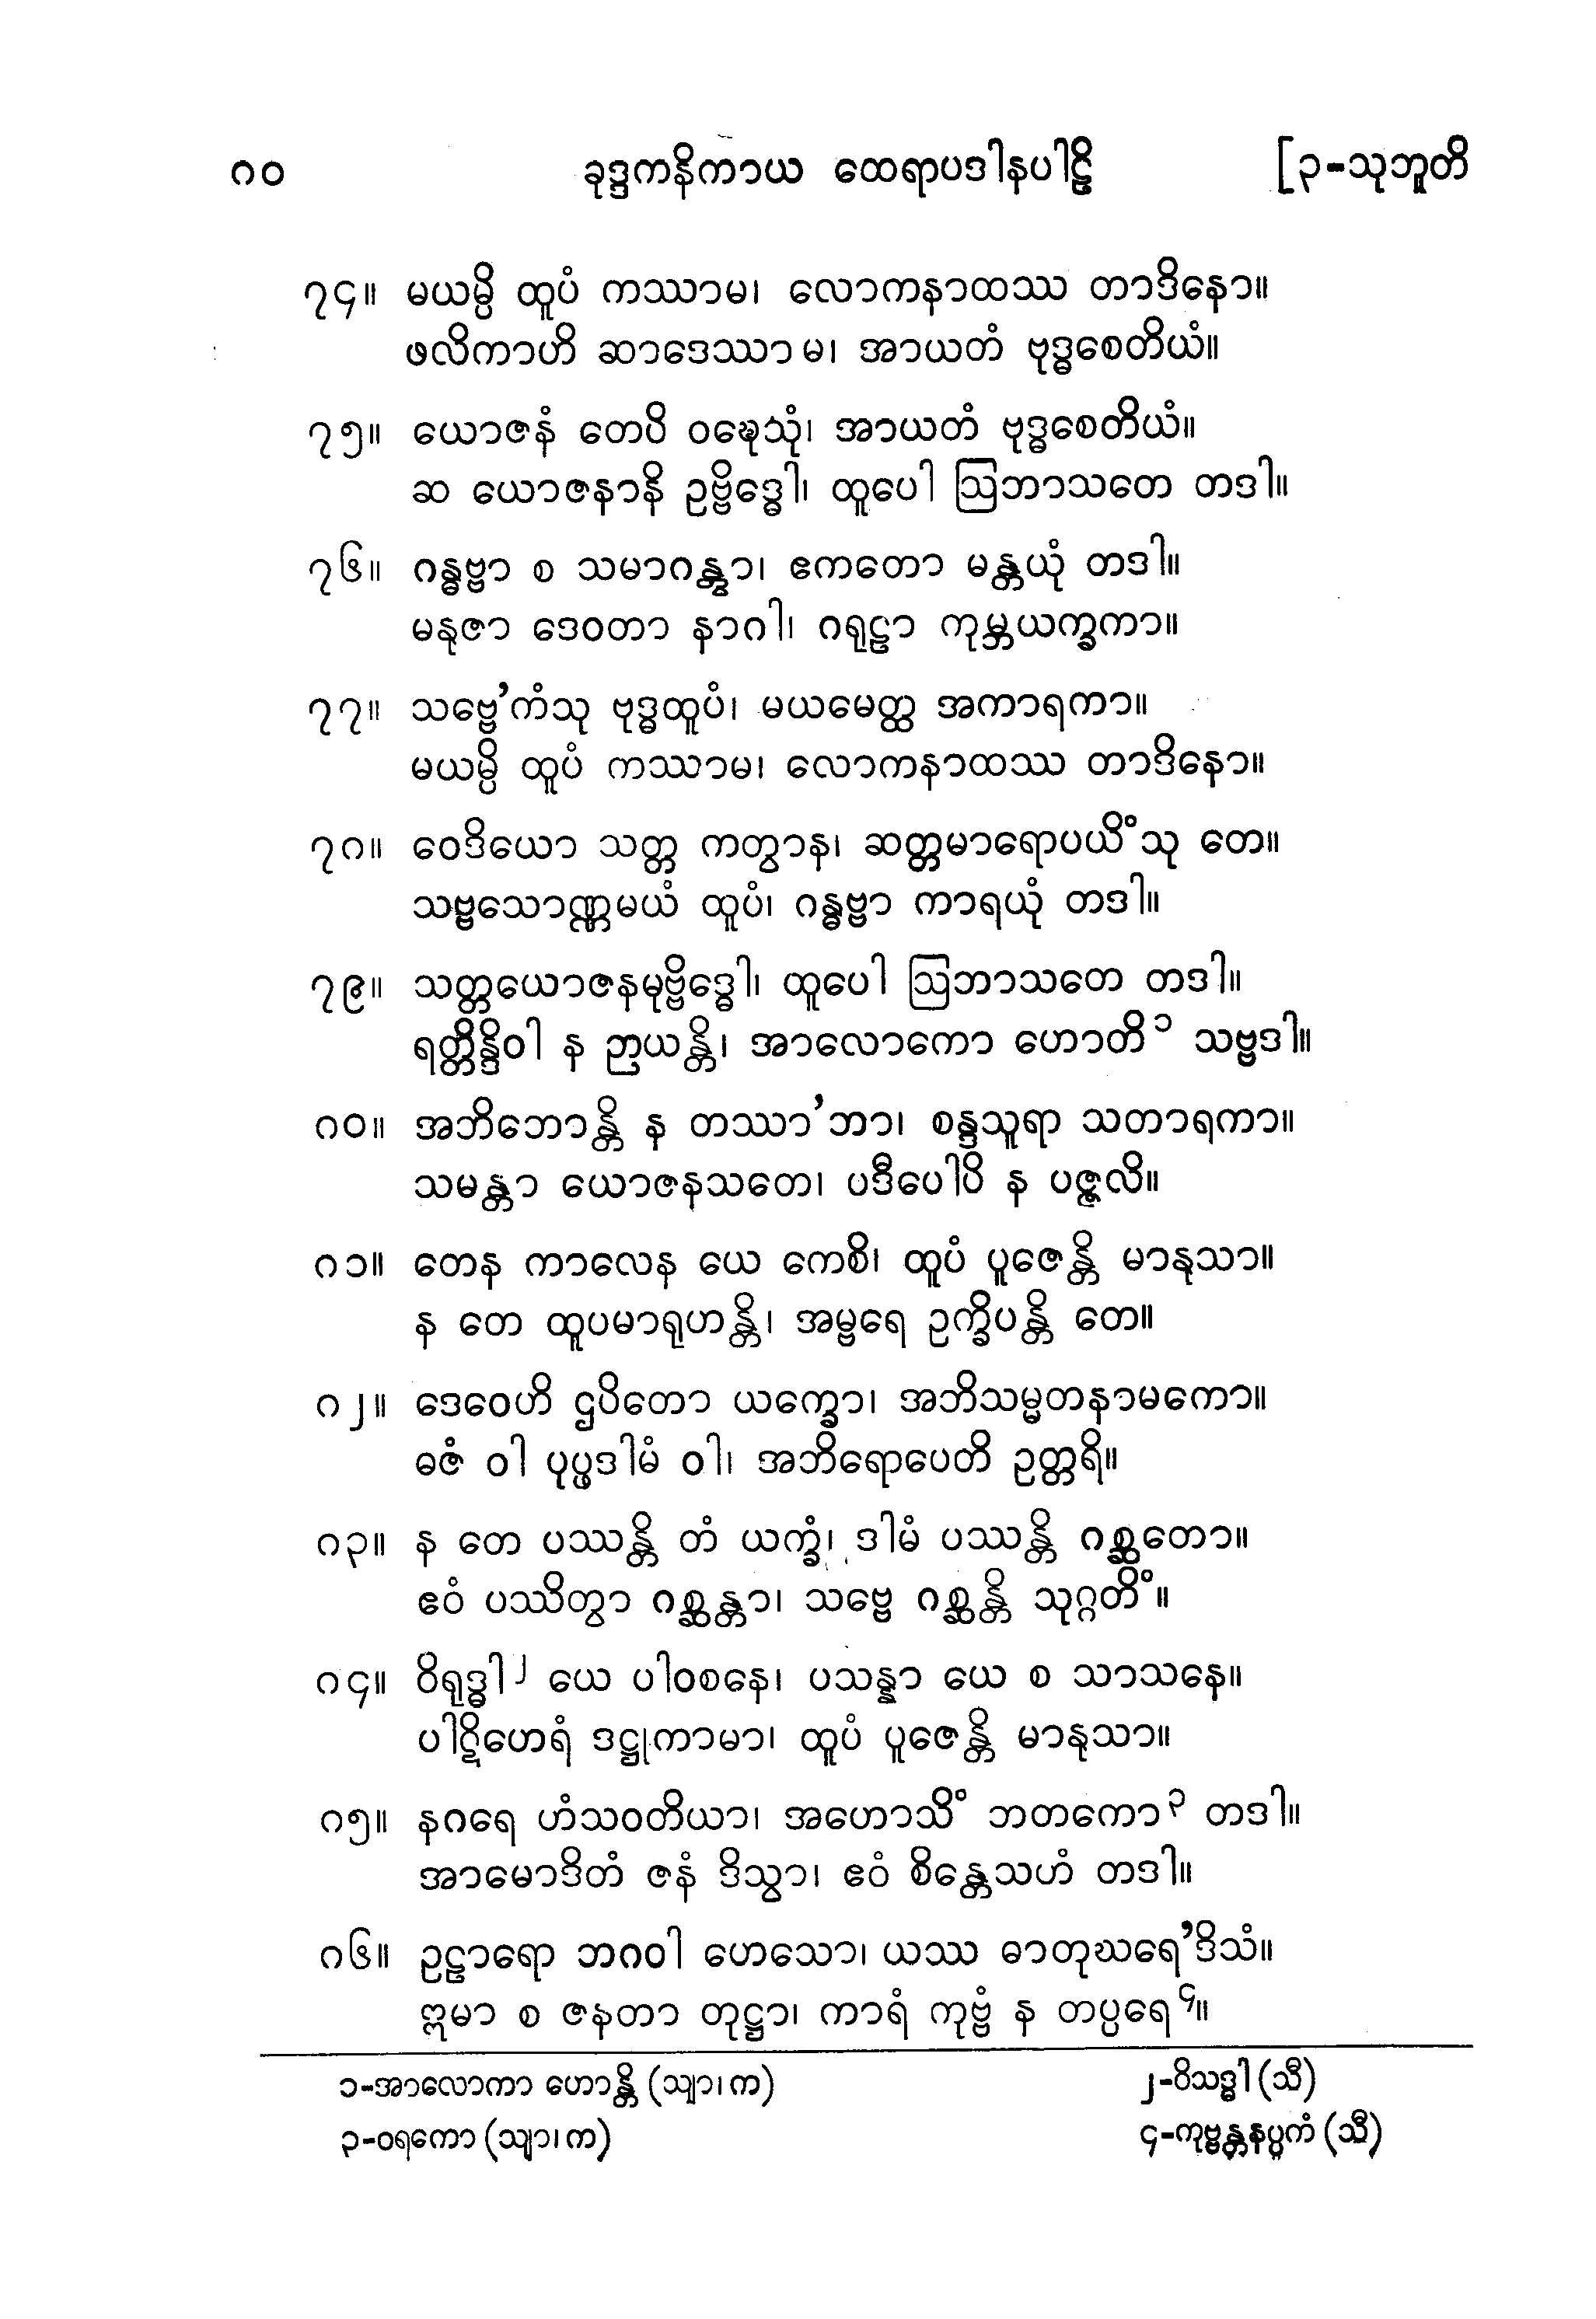 ၈၀ ခုဒ္ဒကနိကာယ ထေရာပဒါနပါဠိ [၃-သုဘူတိ
၇၄။ မယမ္ပိ ထူပံ ကဿာမ၊ လောကနာထဿ တာဒိနော။
ဖလိကာဟိ ဆာဒေဿာမ၊ အာယတံ ဗုဒ္ဓစေတိယံ။
၇၅။ ယောဇနံ တေပိ ဝဍ္ဎေသုံ၊ အာယတံ ဗုဒ္ဓစေတိယံ။
ဆ ယောဇနာနိ ဥဗ္ဗိဒ္ဓေါ၊ ထူပေါ ဩဘာသတေ တဒါ။
၇၆။ ဂန္ဓဗ္ဗာ စ သမာဂန္တွာ၊ ဧကတော မန္တယုံ တဒါ။
မနုဇာ ဒေဝတာ နာဂါ၊ ဂရုဠာ ကုမ္ဘယက္ခကာ။
၇၇။ သဗ္ဗေ’ကံသု ဗုဒ္ဓထူပံ၊ မယမေတ္ထ အကာရကာ။
မယမ္ပိ ထူပံ ကဿာမ၊ လောကနာထဿ တာဒိနော။
၇၈။ ဝေဒိယော သတ္တ ကတွာန၊ ဆတ္တမာရောပယိံသု တေ။
သဗ္ဗသောဏ္ဏမယံ ထူပံ၊ ဂန္ဓဗ္ဗာ ကာရယုံ တဒါ။
၇၉။ သတ္တယောဇနမုဗ္ဗိဒ္ဓေါ၊ ထူပေါ ဩဘာသတေ တဒါ။
ရတ္တိန္ဒိဝါ န ဉာယန္တိ၊ အာလောကော ဟောတိ၁ သဗ္ဗဒါ။
၈၀။ အဘိဘောန္တိ န တဿာ’ဘာ၊ စန္ဒသူရာ သတာရကာ။
သမန္တာ ယောဇနသတေ၊ ပဒီပေါပိ န ပဇ္ဇလိ။
၈၁။ တေန ကာလေန ယေ ကေစိ၊ ထူပံ ပူဇေန္တိ မာနုသာ။
န တေ ထူပမာရုဟန္တိ၊ အမ္ဗရေ ဥက္ခိပန္တိ တေ။
၈၂။ ဒေဝေဟိ ဌပိတော ယက္ခော၊ အဘိသမ္မတနာမကော။
ဓဇံ ဝါ ပုပ္ဖဒါမံ ဝါ၊ အဘိရောပေတိ ဥတ္တရိ။
၈၃။ န တေ ပဿန္တိ တံ ယက္ခံ၊ ဒါမံ ပဿန္တိ ဂစ္ဆတော။
ဧဝံ ပဿိတွာ ဂစ္ဆန္တာ၊ သဗ္ဗေ ဂစ္ဆန္တိ သုဂ္ဂတိံ။
၈၄။ ဝိရုဒ္ဓါ၂ ယေ ပါဝစနေ၊ ပသန္နာ ယေ စ သာသနေ။
ပါဋိဟေရံ ဒဋ္ဌုကာမာ၊ ထူပံ ပူဇေန္တိ မာနုသာ။
၈၅။ နဂရေ ဟံသဝတိယာ၊ အဟောသိံ ဘတကော၃ တဒါ။
အာမောဒိတံ ဇနံ ဒိသွာ၊ ဧဝံ စိန္တေသဟံ တဒါ။
၈၆။ ဥဠာရော ဘဂဝါ ဟေသော၊ ယဿ ဓာတုဃရေ’ဒိသံ။
ဣမာ စ ဇနတာ တုဋ္ဌာ၊ ကာရံ ကုဗ္ဗံ န တပ္ပရေ၄။
၁-အာလောကာ ဟောန္တိ (သျာ၊ က) ၂-ဝိသဒ္ဓါ (သီ)
၃-ဝရကော (သျာ၊ က) ၄-ကုဗ္ဗန္တနပ္ပကံ (သီ)